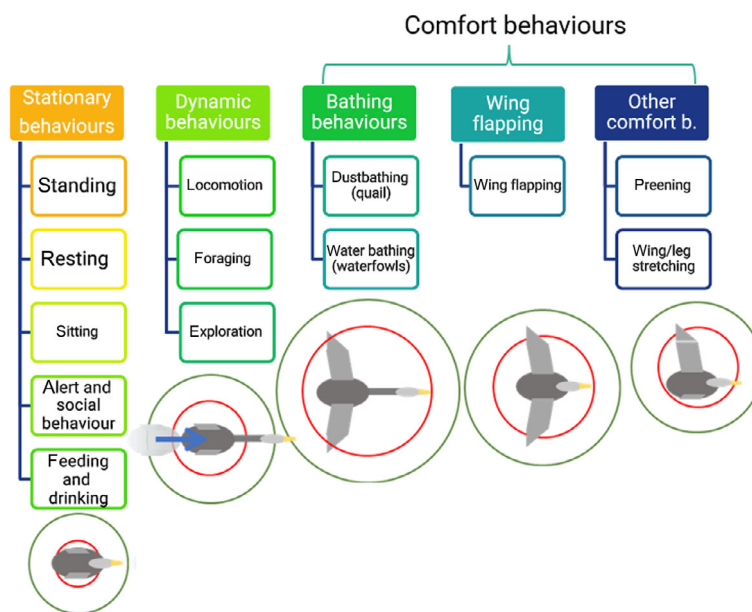 Comfort behaviours
Stationary
behaviours
Standing
Resting
Sitting
Alert and
social
behaviour
Feeding
and
drinking
Dynamic
behaviours
Locomotion
Foraging
Exploration
Bathing
behaviours
Dustbathing
(quail)
Water bathing
(waterfowls)
Wing
flapping
Wing flapping
Other
comfort b.
Preening
Wing/leg
stretching